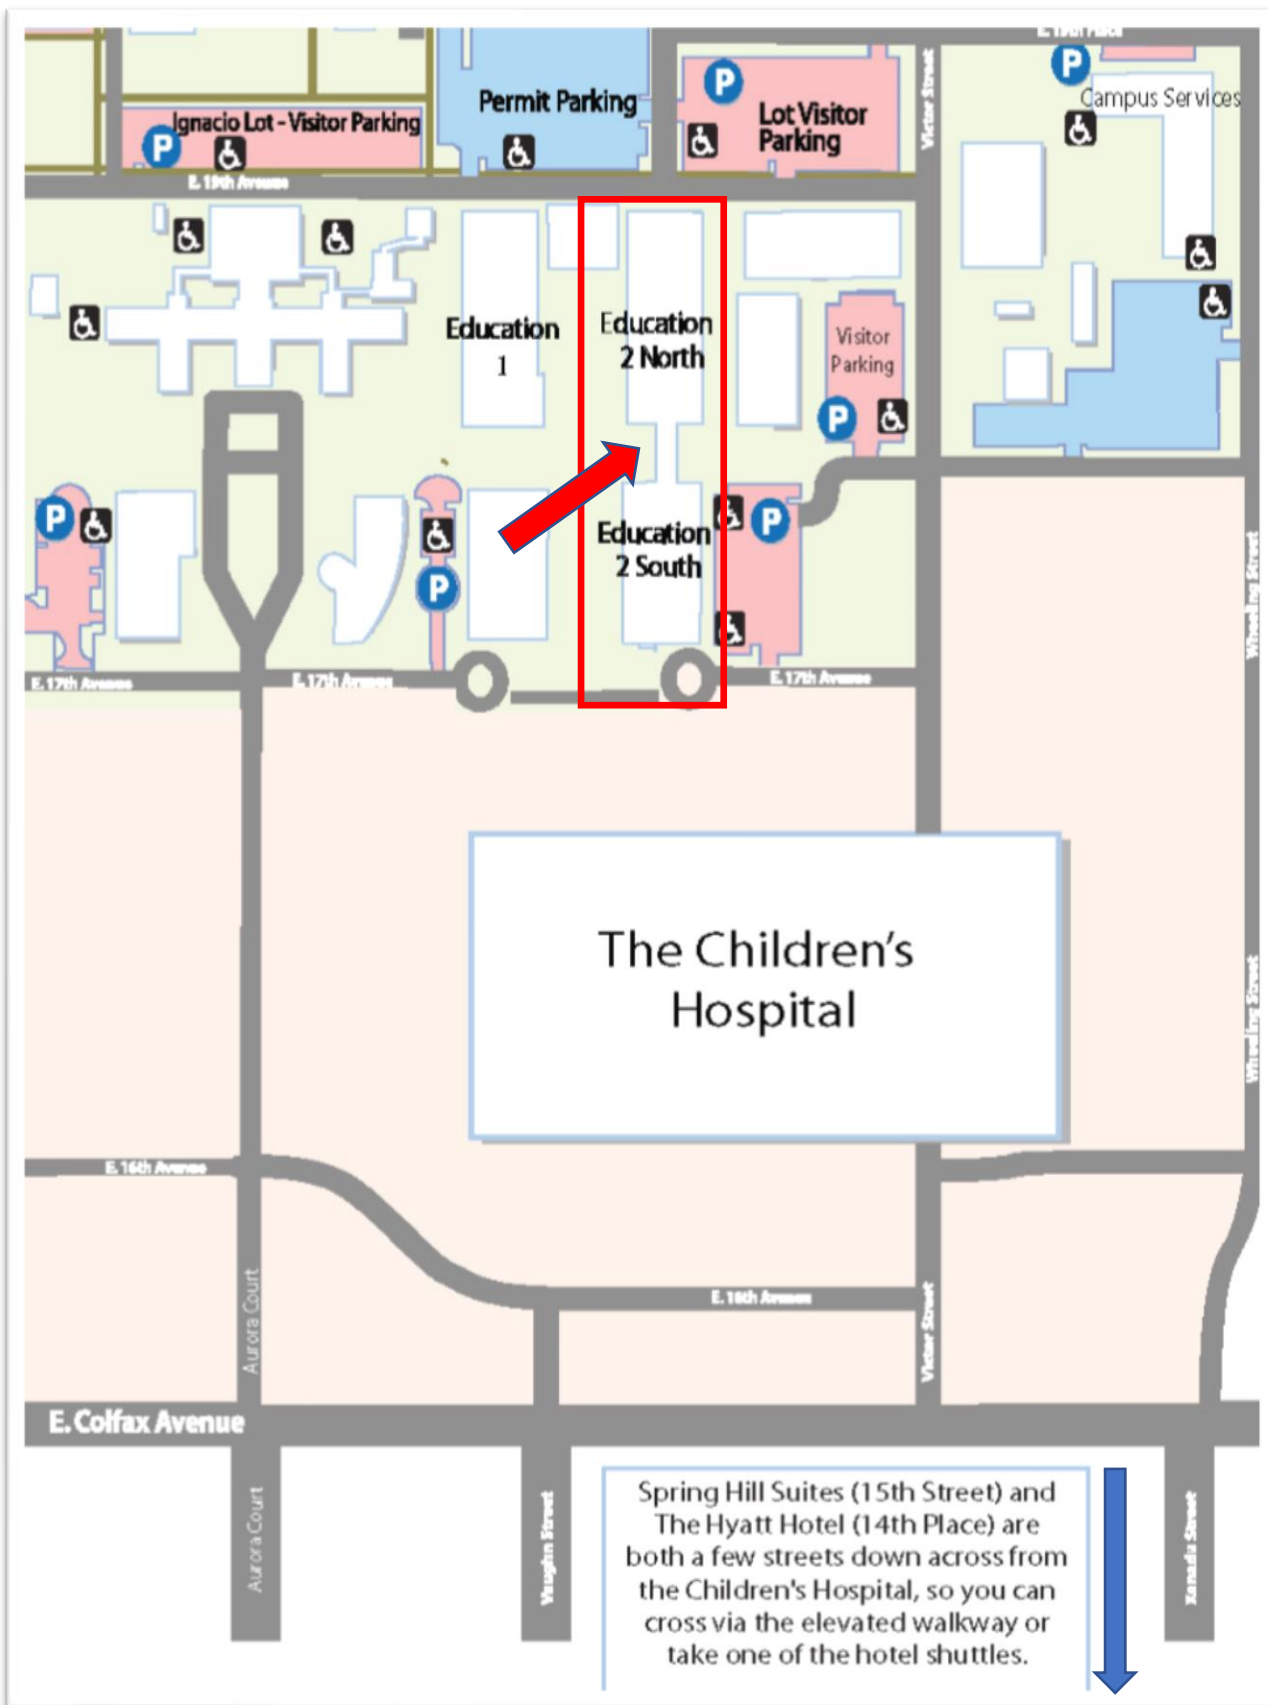 E. 19th Place
P
Campus Services
Victor Street
P
Lot Visitor
Parking
Permit Parking
Ignacio Lot - Visitor Parking
P
E. 19th Avenue
Education
1
Education
2 North
Visitor
Parking
P
P
P
Education
2 South
P
Wheeling Street
E. 17th Avenue
E. 17th Avenue
E. 17th Avenue
The Children's
Hospital
Wheeling Street
E. 16th Avenue
E. 16th Avenue
Aurora Court
Victor Street
E. Colfax Avenue
Aurora Court
Vaughn Street
Xanadu Street
Spring Hill Suites (15th Street) and
The Hyatt Hotel (14th Place) are
both a few streets down across from
the Children's Hospital, so you can
cross via the elevated walkway or
take one of the hotel shuttles.